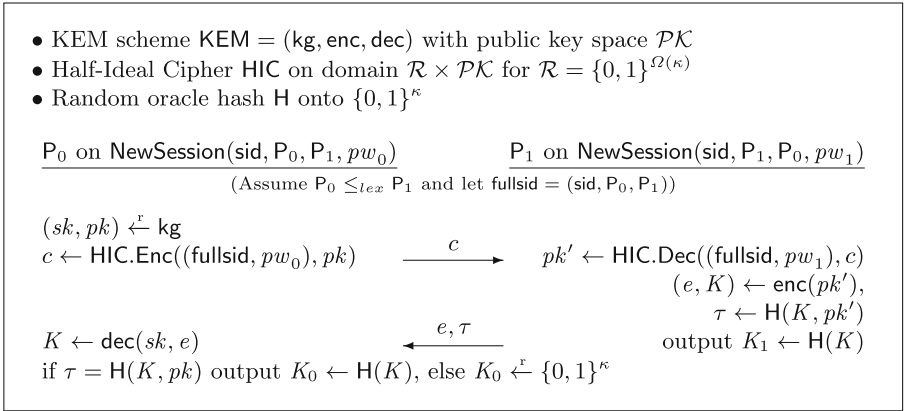 • KEM scheme KEM = (kg, enc, dec) with public key space 𝒫𝒦
• Half-Ideal Cipher HIC on domain ℛ × 𝒫𝒦 for ℛ = {0, 1}^Ω(κ)
• Random oracle hash H onto {0, 1}^κ
P₀ on NewSession(sid, P₀, P₁, pw₀) P₁ on NewSession(sid, P₁, P₀, pw₁)
(Assume P₀ ≤_lex P₁ and let fullsid = (sid, P₀, P₁))
(sk, pk) ←^r kg
c ← HIC.Enc((fullsid, pw₀), pk) c pk′ ← HIC.Dec((fullsid, pw₁), c)
(e, K) ← enc(pk′),
τ ← H(K, pk′)
K ← dec(sk, e) e, τ output K₁ ← H(K)
if τ = H(K, pk) output K₀ ← H(K), else K₀ ←^r {0, 1}^κ